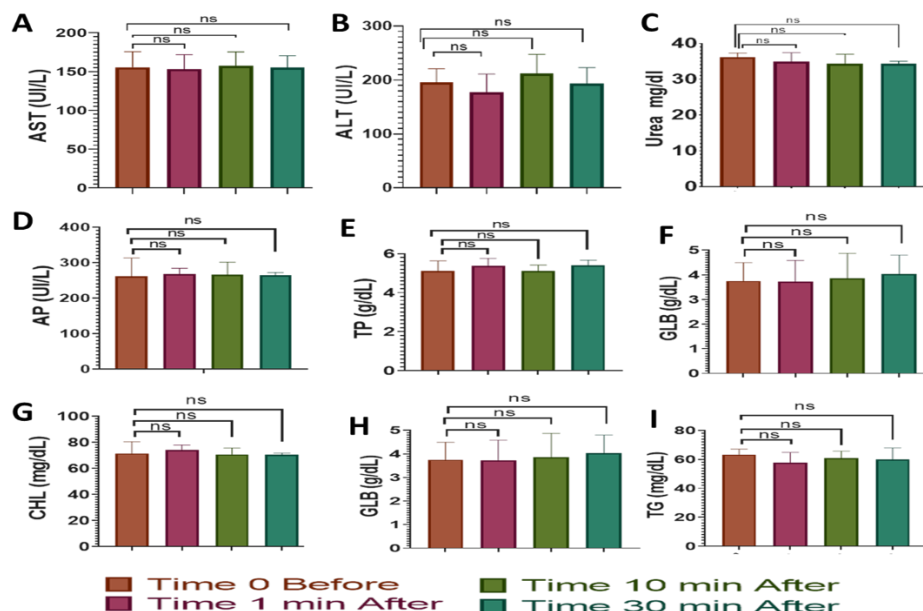 A
ns
ns
ns
AST (UI/L)
200
150
100
50
0
B
ns
ns
ns
ALT (UI/L)
300
200
100
0
C
ns
ns
ns
Urea mg/dl
40
30
20
10
0
D
ns
ns
ns
AP (UI/L)
400
300
200
100
0
E
ns
ns
ns
TP (g/dL)
6
4
2
0
F
ns
ns
ns
GLB (g/dL)
5
4
3
2
1
0
G
ns
ns
ns
CHL (mg/dL)
80
60
40
20
0
H
ns
ns
ns
GLB (g/dL)
5
4
3
2
1
0
I
ns
ns
ns
TG (mg/dL)
80
60
40
20
0
Time 0 Before
Time 10 min After
Time 1 min After
Time 30 min After